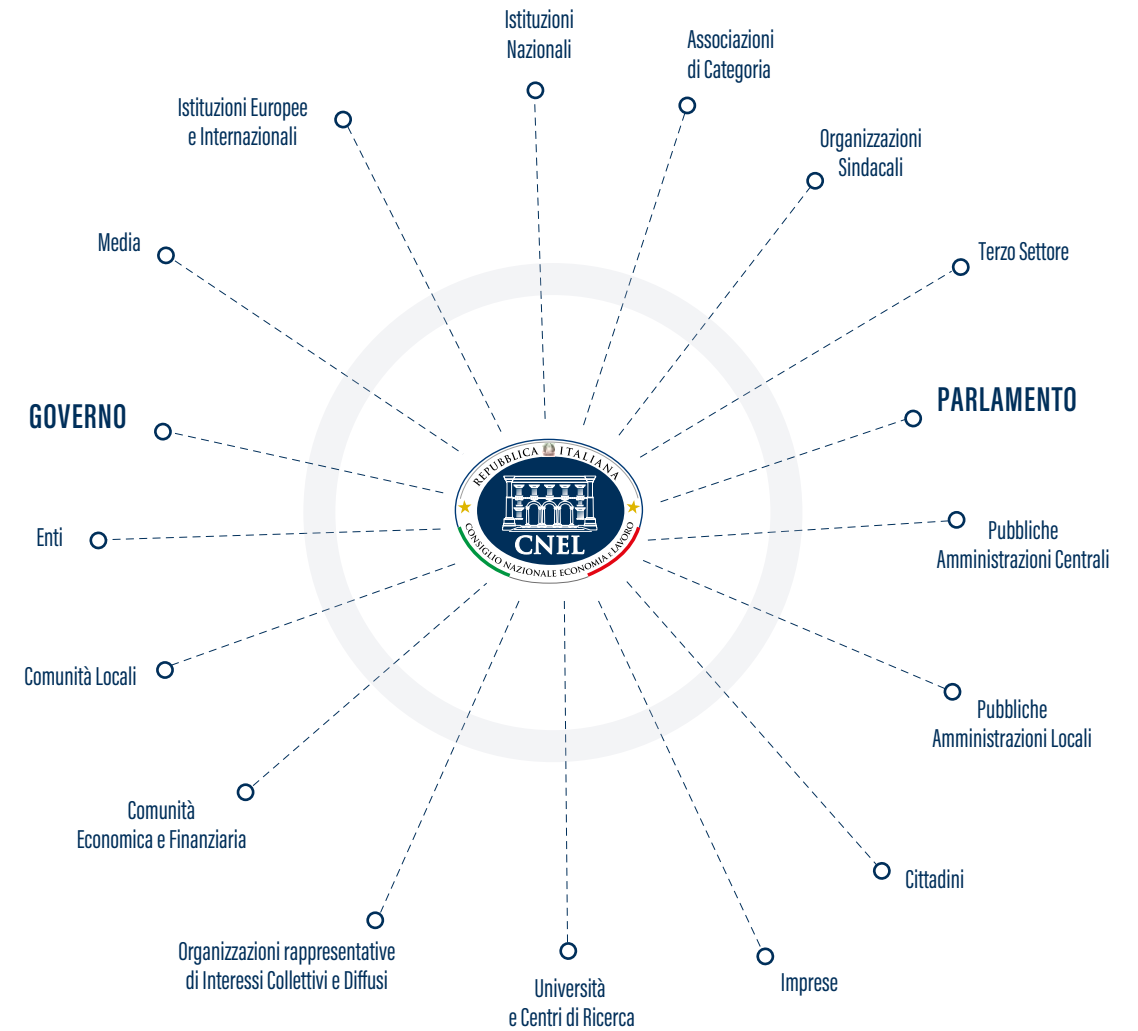 Istituzioni
Nazionali
Associazioni
di Categoria
Istituzioni Europee
e Internazionali
Organizzazioni
Sindacali
Media
Terzo Settore
GOVERNO
PARLAMENTO
REPUBBLICA ITALIANA
CNEL
CONSIGLIO NAZIONALE ECONOMIA e LAVORO
Enti
Pubbliche
Amministrazioni Centrali
Comunità Locali
Pubbliche
Amministrazioni Locali
Comunità
Economica e Finanziaria
Cittadini
Organizzazioni rappresentative
di Interessi Collettivi e Diffusi
Università
e Centri di Ricerca
Imprese